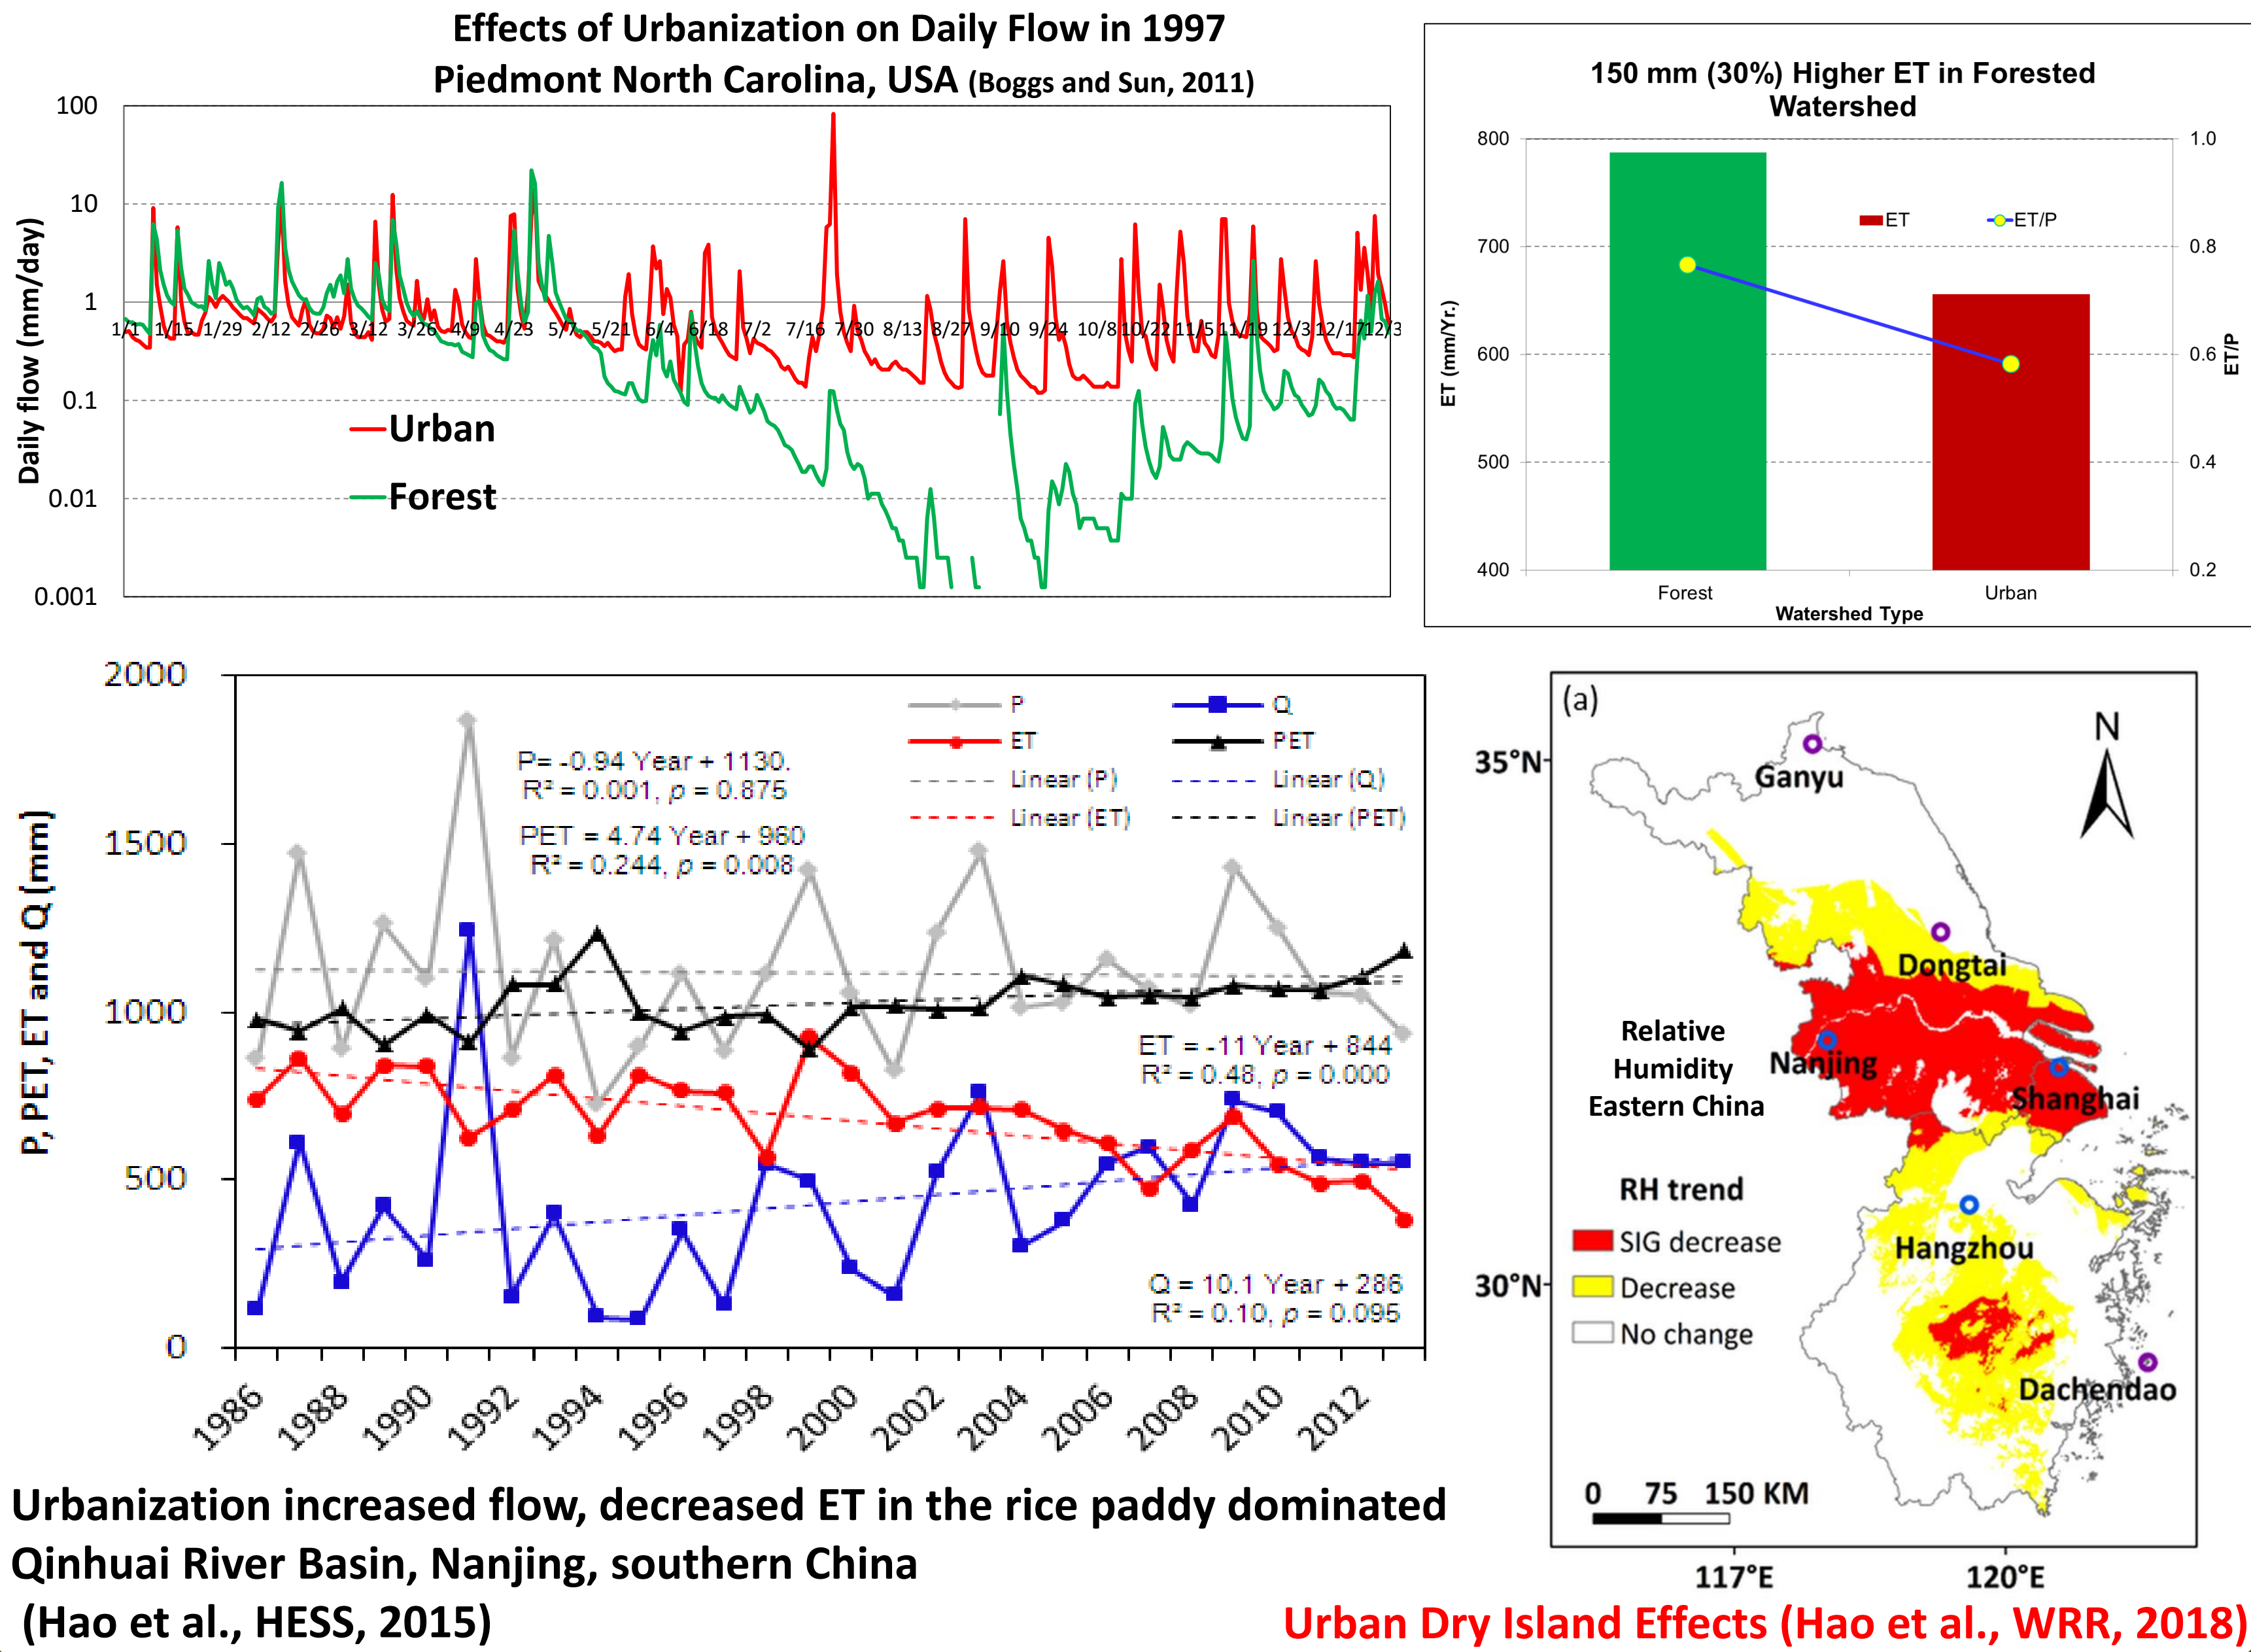 Effects of Urbanization on Daily Flow in 1997
Piedmont North Carolina, USA (Boggs and Sun, 2011)
Daily flow (mm/day)
100
10
1
0.1
0.01
0.001
1/1 1/15 1/29 2/12 2/26 3/12 3/26 4/9 4/23 5/7 5/21 6/4 6/18 7/2 7/16 7/30 8/13 8/27 9/10 9/24 10/8 10/22 11/5 11/19 12/3 12/17 12/3
Urban
Forest
150 mm (30%) Higher ET in Forested
Watershed
ET (mm/Yr.)
800
700
600
500
400
ET
ET/P
1.0
0.8
0.6
0.4
0.2
ET/P
Forest
Urban
Watershed Type
P, PET, ET and Q (mm)
2000
1500
1000
500
0
P
Q
ET
PET
Linear (P)
Linear (Q)
Linear (ET)
Linear (PET)
P= -0.94 Year + 1130.
R² = 0.001, p = 0.875
PET = 4.74 Year + 960
R² = 0.244, p = 0.008
ET = -11 Year + 844
R² = 0.48, p = 0.000
Q = 10.1 Year + 286
R² = 0.10, p = 0.095
1986 1988 1990 1992 1994 1996 1998 2000 2002 2004 2006 2008 2010 2012
(a)
N
35°N
30°N
Ganyu
Dongtai
Nanjing
Shanghai
Hangzhou
Dachendao
Relative
Humidity
Eastern China
RH trend
SIG decrease
Decrease
No change
0 75 150 KM
117°E
120°E
Urbanization increased flow, decreased ET in the rice paddy dominated
Qinhuai River Basin, Nanjing, southern China
(Hao et al., HESS, 2015)
Urban Dry Island Effects (Hao et al., WRR, 2018)